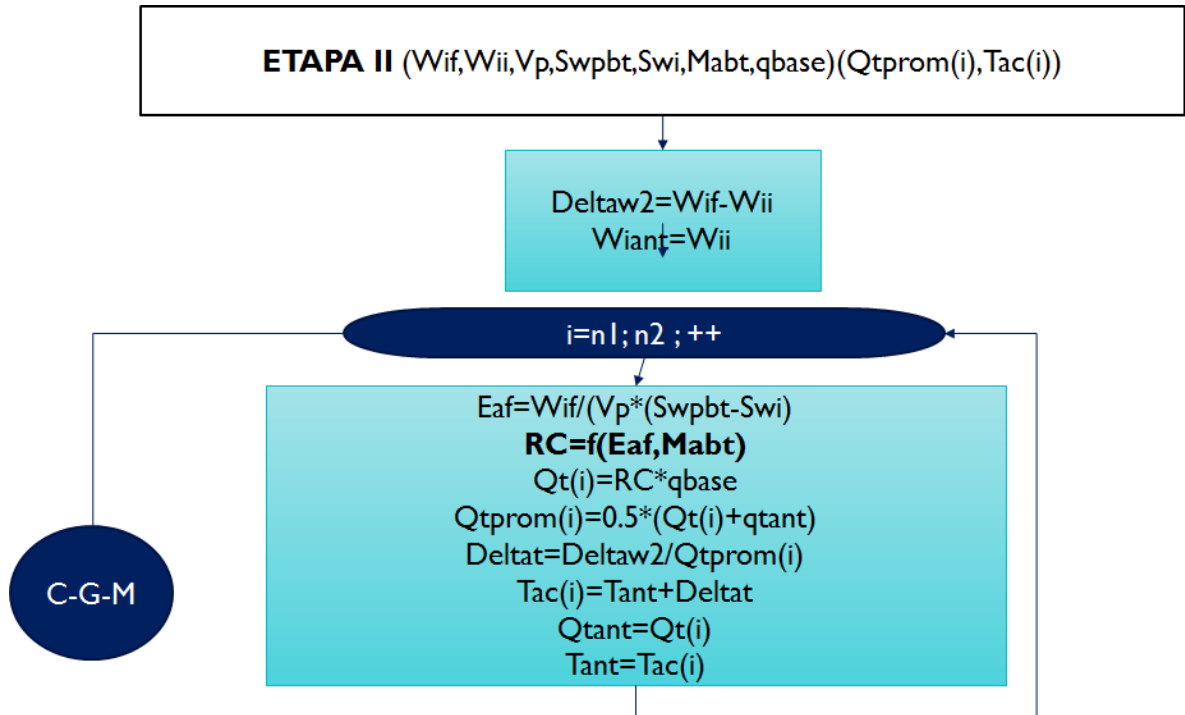 ETAPA II (Wif,Wii,Vp,Swpbt,Swi,Mabt,qbase)(Qtprom(i),Tac(i))
Deltaw2=Wif-Wii
Wiant=Wii
i=n1; n2 ; ++
Eaf=Wif/(Vp*(Swpbt-Swi)
RC=f(Eaf,Mabt)
Qt(i)=RC*qbase
Qtprom(i)=0.5*(Qt(i)+qtant)
Deltat=Deltaw2/Qtprom(i)
Tac(i)=Tant+Deltat
Qtant=Qt(i)
Tant=Tac(i)
C-G-M